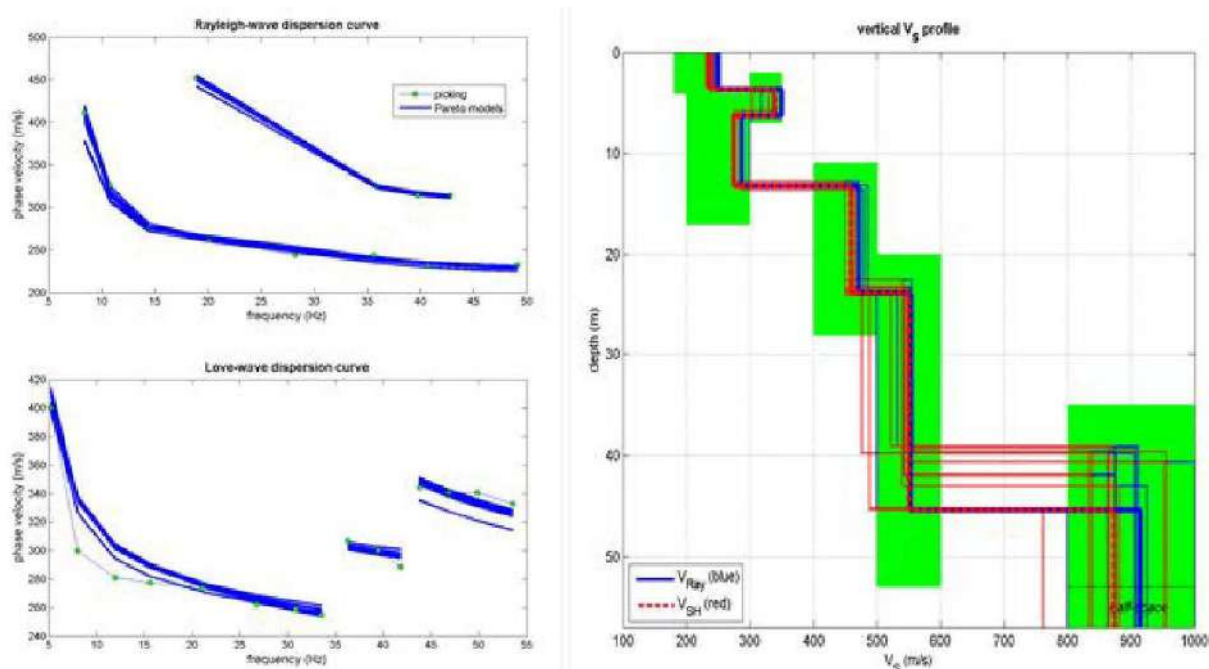 Rayleigh-wave dispersion curve
500
450
400
350
300
250
200
phase velocity [m/s]
picking
Pareto models
5 10 15 20 25 30 35 40 45 50
frequency (Hz)
Love-wave dispersion curve
420
400
380
360
340
320
300
280
260
240
phase velocity [m/s]
5 10 15 20 25 30 35 40 45 50 55
frequency (Hz)
vertical VS profile
0
10
20
30
40
50
depth (m)
VRay (blue)
VSH (red)
100 200 300 400 500 600 700 800 900 1000
VS (m/s)